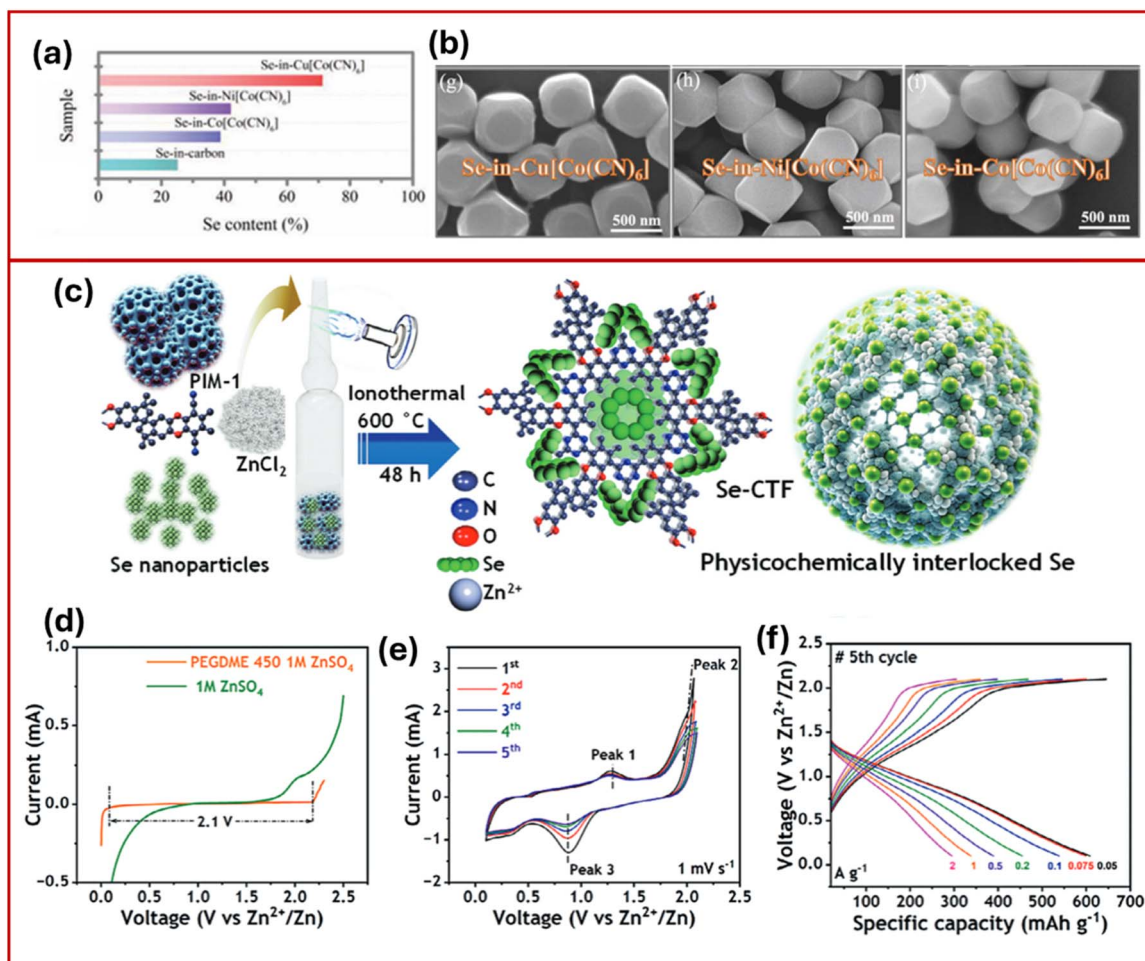 (a)
Sample
Se-in-Cu[Co(CN)₆]
Se-in-Ni[Co(CN)₆]
Se-in-Co[Co(CN)₆]
Se-in-carbon
0 20 40 60 80 100
Se content (%)
(b)
(g)
Se-in-Cu[Co(CN)₆]
500 nm
(h)
Se-in-Ni[Co(CN)₆]
500 nm
(i)
Se-in-Co[Co(CN)₆]
500 nm
(c)
PIM-1
ZnCl₂
Se nanoparticles
Ionothermal
600 °C
48 h
C
N
O
Se
Zn²⁺
Se-CTF
Physicochemically interlocked Se
(d)
Current (mA)
1.0
0.5
0.0
−0.5
PEGDME 450 1M ZnSO₄
1M ZnSO₄
2.1 V
0.0 0.5 1.0 1.5 2.0 2.5
Voltage (V vs Zn²⁺/Zn)
(e)
Current (mA)
3
2
1
0
−1
−2
1ˢᵗ
2ⁿᵈ
3ʳᵈ
4ᵗʰ
5ᵗʰ
Peak 2
Peak 1
Peak 3
1 mV s⁻¹
0.0 0.5 1.0 1.5 2.0 2.5
Voltage (V vs Zn²⁺/Zn)
(f)
Voltage (V vs Zn²⁺/Zn)
2.5
2.0
1.5
1.0
0.5
0.0
# 5th cycle
2 1 0.5 0.2 0.1 0.075 0.05
A g⁻¹
100 200 300 400 500 600 700
Specific capacity (mAh g⁻¹)